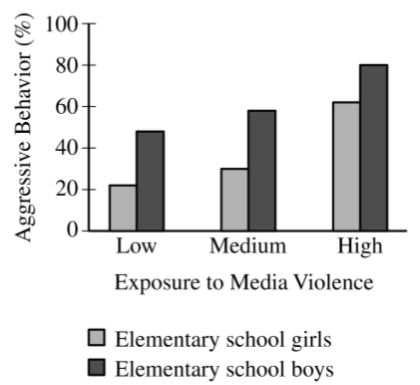 Aggressive Behavior (%)
100
80
60
40
20
0
Low Medium High
Exposure to Media Violence
Elementary school girls
Elementary school boys